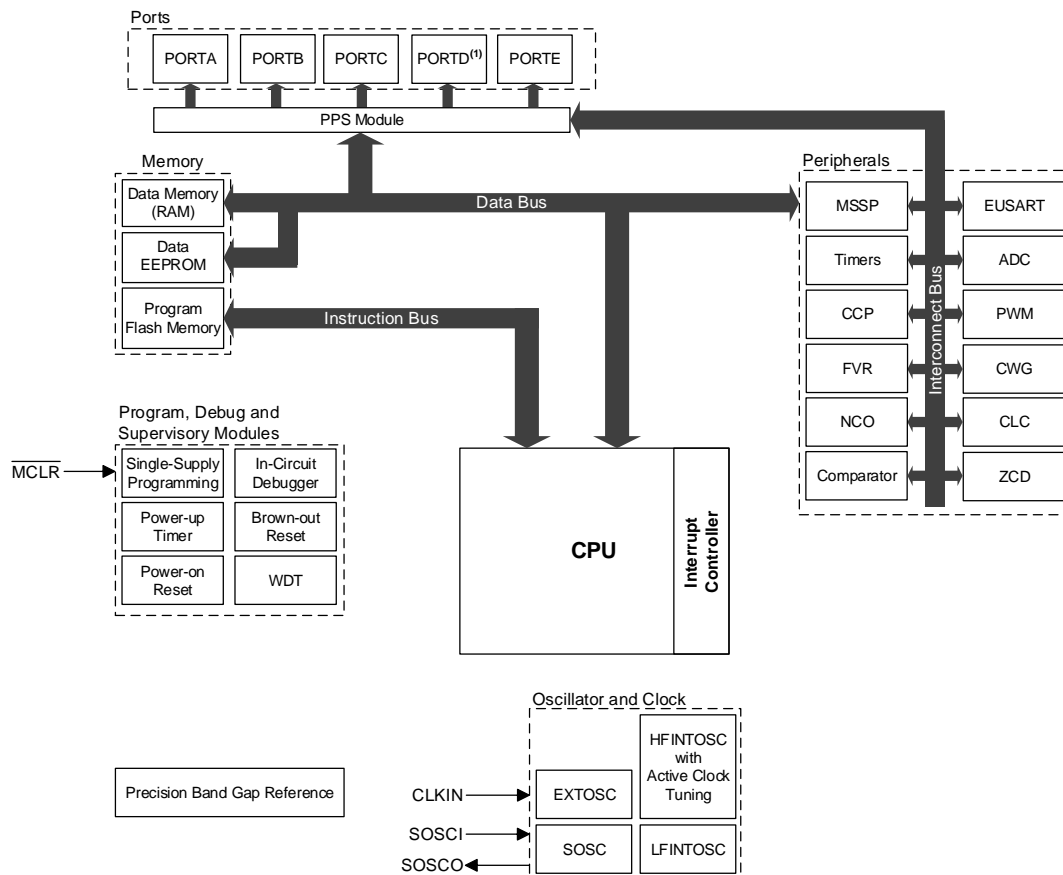 Ports
PORTA
PORTB
PORTC
PORTD(1)
PORTE
PPS Module
Memory
Data Memory
(RAM)
Data
EEPROM
Program
Flash Memory
Data Bus
Instruction Bus
Peripherals
MSSP
EUSART
Timers
ADC
CCP
PWM
FVR
CWG
NCO
CLC
Comparator
ZCD
Interconnect Bus
Program, Debug and
Supervisory Modules
MCLR
Single-Supply
Programming
In-Circuit
Debugger
Power-up
Timer
Brown-out
Reset
Power-on
Reset
WDT
CPU
Interrupt
Controller
Oscillator and Clock
HFINTOSC
with
Active Clock
Tuning
EXTOSC
SOSC
LFINTOSC
CLKIN
SOSCI
SOSCO
Precision Band Gap Reference